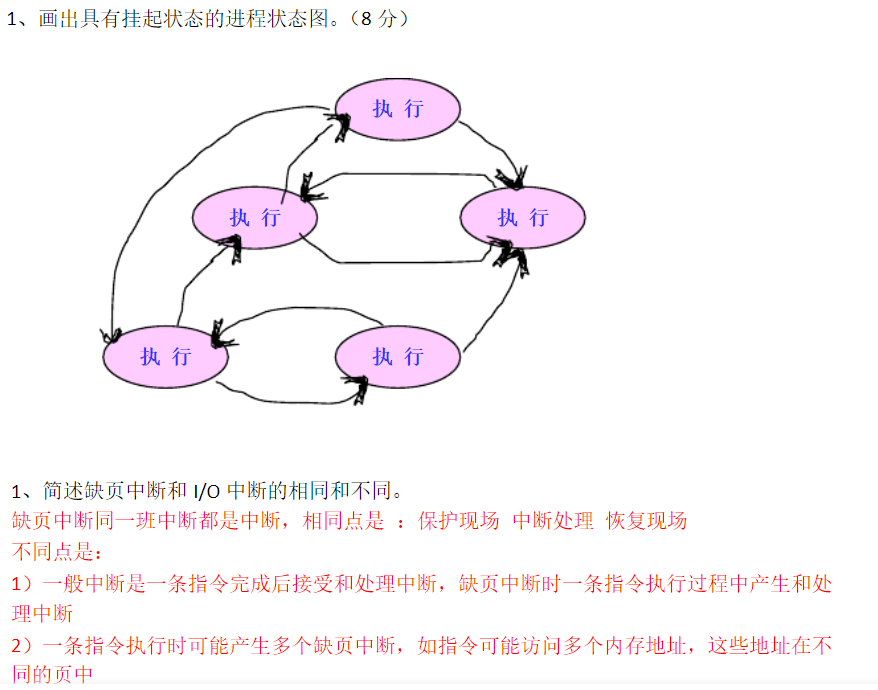 1、画出具有挂起状态的进程状态图。（8 分）
执 行
执 行
执 行
执 行
执 行
1、简述缺页中断和 I/O 中断的相同和不同。
缺页中断同一班中断都是中断，相同点是 ：保护现场 中断处理 恢复现场
不同点是：
1）一般中断是一条指令完成后接受和处理中断，缺页中断时一条指令执行过程中产生和处
理中断
2）一条指令执行时可能产生多个缺页中断，如指令可能访问多个内存地址，这些地址在不
同的页中